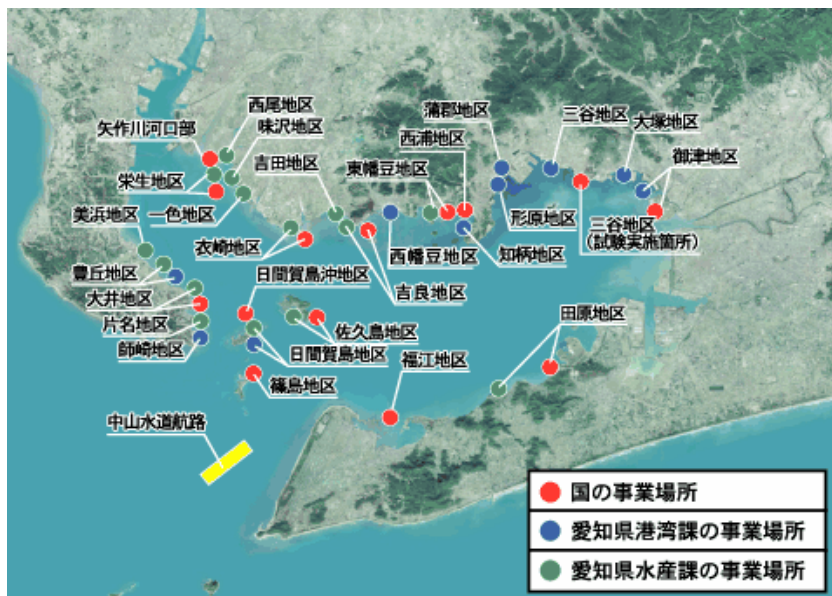 西尾地区
味沢地区
矢作川河口部
吉田地区
栄生地区
一色地区
美浜地区
蒲郡地区
三谷地区
大塚地区
西浦地区
東幡豆地区
御津地区
形原地区
三谷地区
(試験実施箇所)
衣崎地区
西幡豆地区
知柄地区
豊丘地区
日間賀島沖地区
吉良地区
大井地区
片名地区
師崎地区
佐久島地区
日間賀島地区
田原地区
篠島地区
福江地区
中山水道航路
国の事業場所
愛知県港湾課の事業場所
愛知県水産課の事業場所